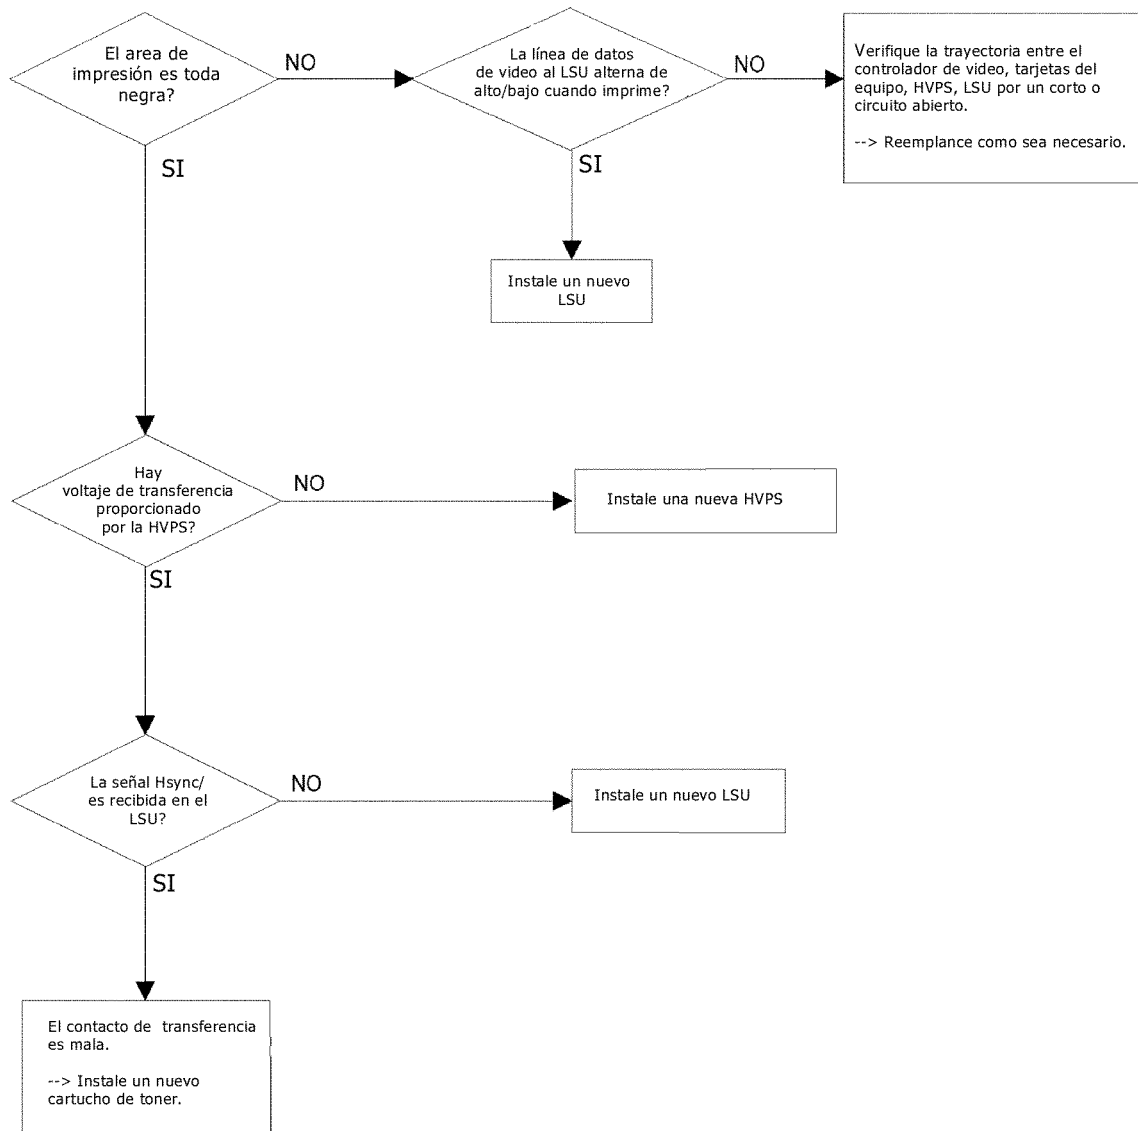 El area de
impresión es toda
negra?
NO
La línea de datos
de video al LSU alterna de
alto/bajo cuando imprime?
NO
Verifique la trayectoria entre el
controlador de video, tarjetas del
equipo, HVPS, LSU por un corto o
circuito abierto.
--> Reemplance como sea necesario.
SI
SI
Instale un nuevo
LSU
Hay
voltaje de transferencia
proporcionado
por la HVPS?
NO
Instale una nueva HVPS
SI
La señal Hsync/
es recibida en el
LSU?
NO
Instale un nuevo LSU
SI
El contacto de transferencia
es mala.
--> Instale un nuevo
cartucho de toner.